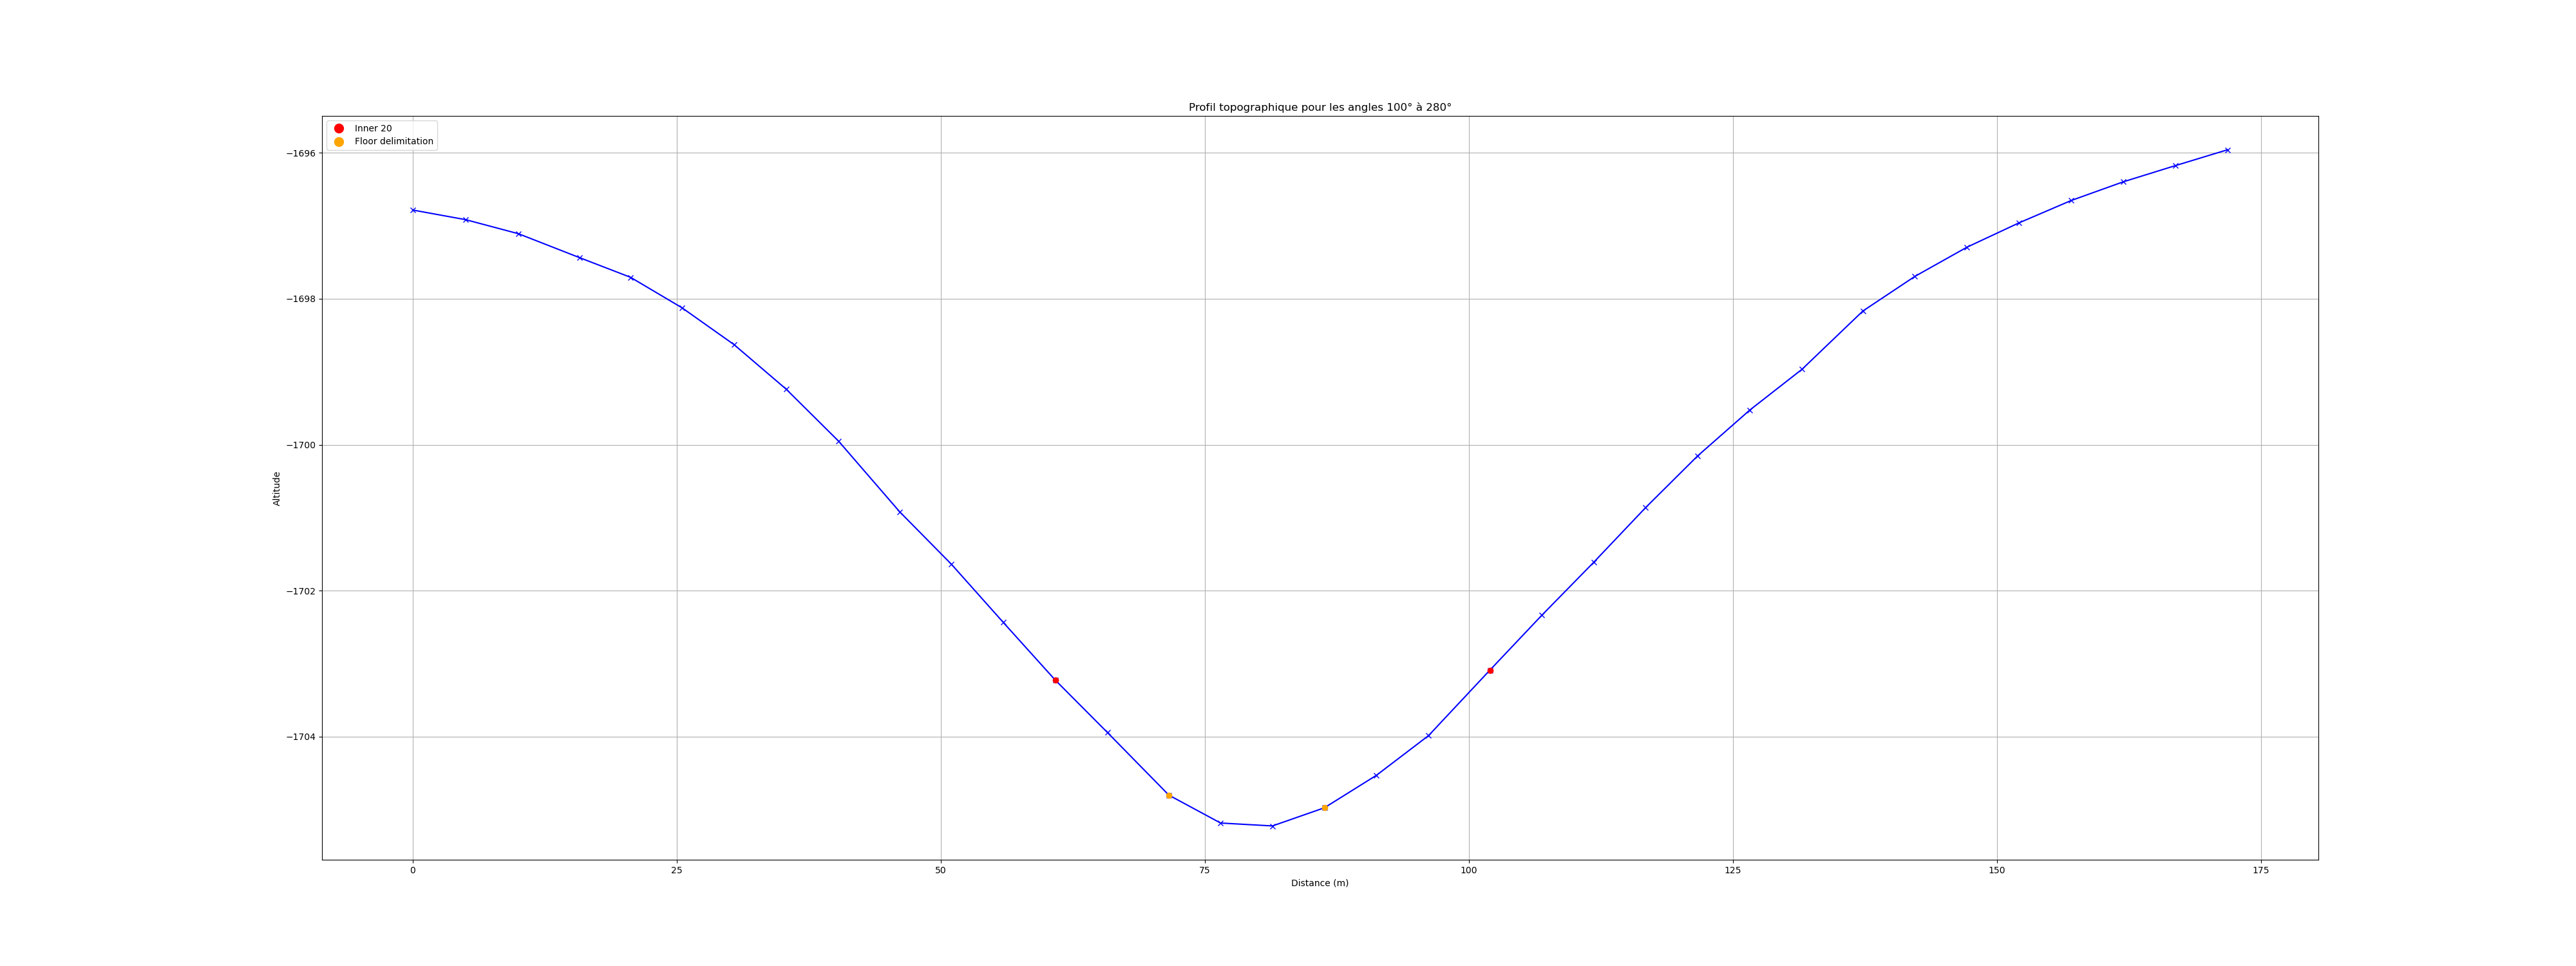 Profil topographique pour les angles 100° à 280°
Inner 20
Floor delimitation
−1696
−1698
−1700
−1702
−1704
Altitude
0 25 50 75 100 125 150 175
Distance (m)